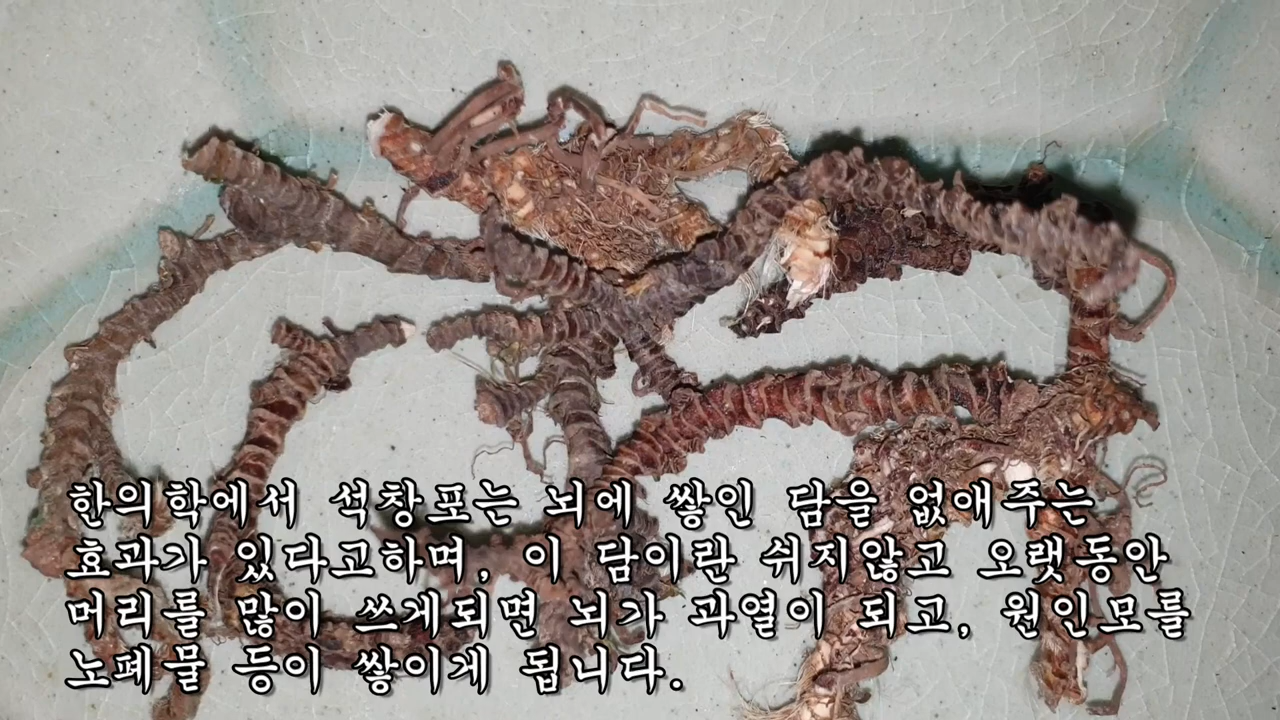 한의학에서 석창포는 뇌에 쌓인 담을 없애주는
효과가 있다고하며, 이 담이란 쉬지않고 오랫동안
머리를 많이 쓰게되면 뇌가 과열이 되고, 원인모를
노폐물 등이 쌓이게 됩니다.